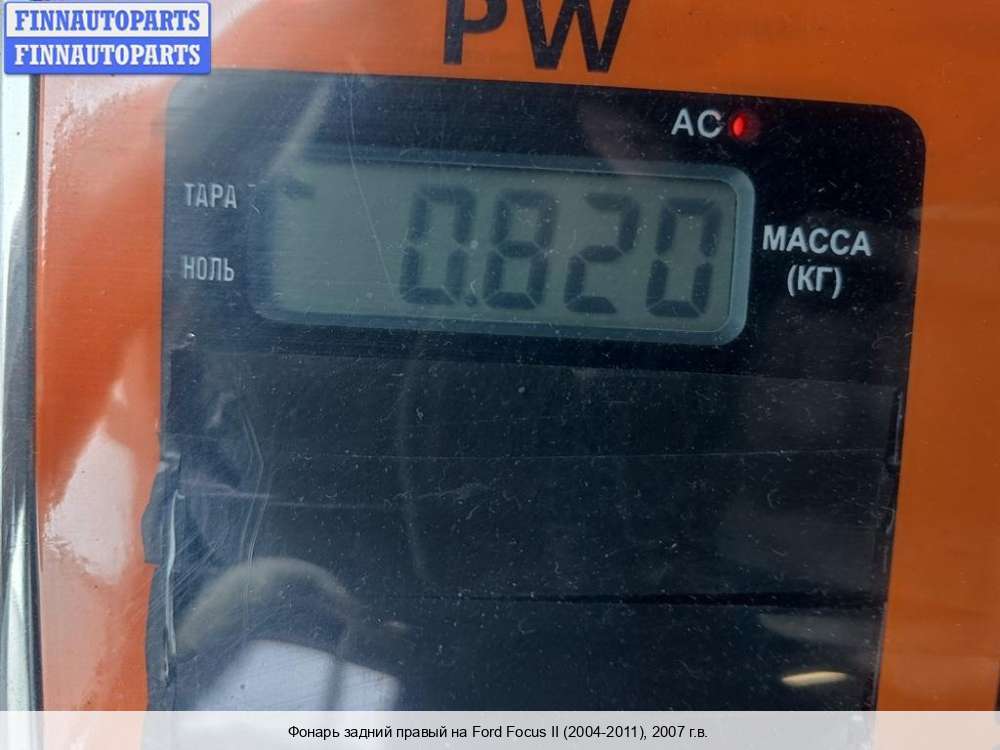 FINNAUTOPARTS
FINNAUTOPARTS
PW
AC
ТАРА
0.820
МАССА
(КГ)
НОЛЬ
Фонарь задний правый на Ford Focus II (2004-2011), 2007 г.в.